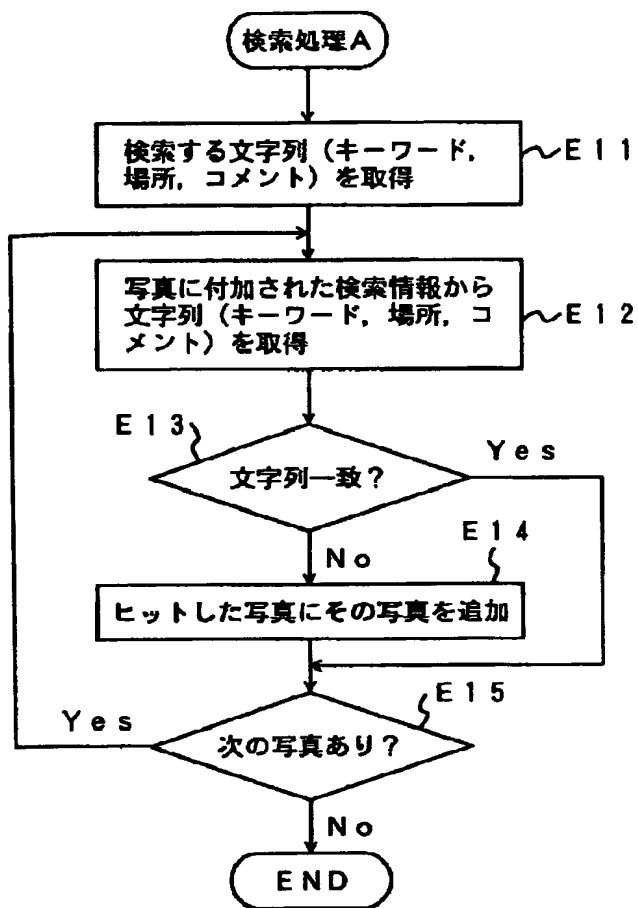 検索処理A
検索する文字列(キーワード,
場所,コメント)を取得
E11
写真に付加された検索情報から
文字列(キーワード,場所,コ
メント)を取得
E12
E13
文字列一致?
Yes
No
E14
ヒットした写真にその写真を追加
E15
次の写真あり?
Yes
No
END